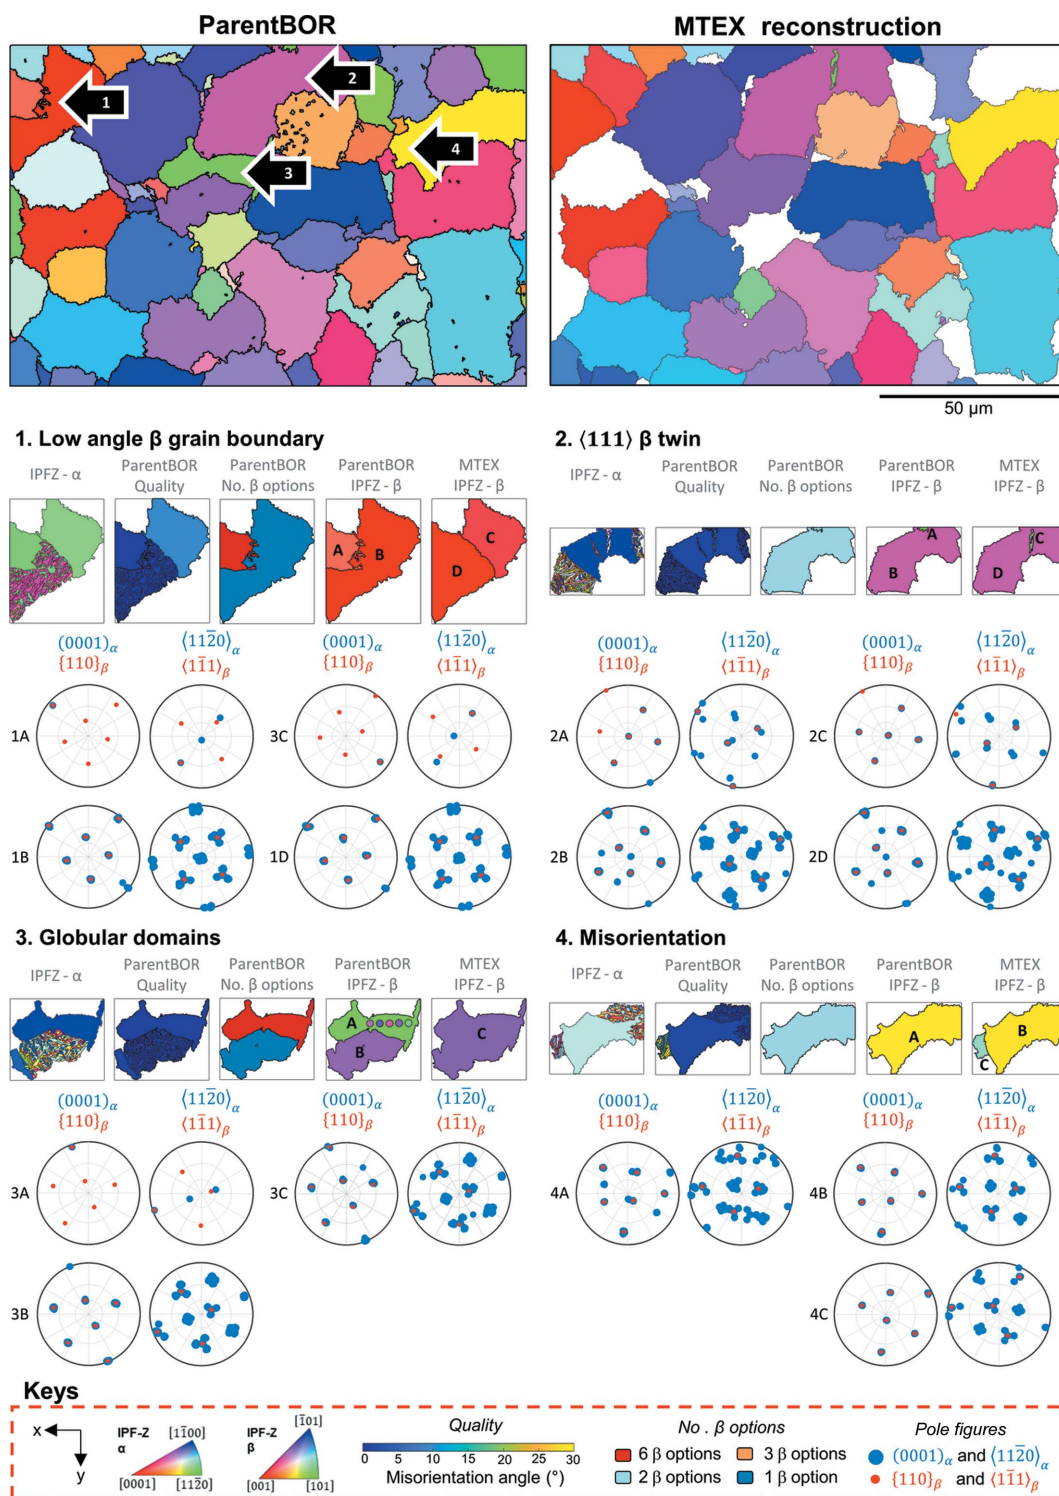 ParentBOR
MTEX reconstruction
1
2
3
4
50 µm
1. Low angle β grain boundary
IPFZ - α
ParentBOR Quality
ParentBOR No. β options
ParentBOR IPFZ - β
MTEX IPFZ - β
A
B
C
D
(0001)α
{110}β
⟨112̄0⟩α
⟨11̄1⟩β
(0001)α
{110}β
⟨112̄0⟩α
⟨11̄1⟩β
1A
3C
1B
1D
2. ⟨111⟩ β twin
IPFZ - α
ParentBOR Quality
ParentBOR No. β options
ParentBOR IPFZ - β
MTEX IPFZ - β
A
B
C
D
(0001)α
{110}β
⟨112̄0⟩α
⟨11̄1⟩β
(0001)α
{110}β
⟨112̄0⟩α
⟨11̄1⟩β
2A
2C
2B
2D
3. Globular domains
IPFZ - α
ParentBOR Quality
ParentBOR No. β options
ParentBOR IPFZ - β
MTEX IPFZ - β
A
B
C
(0001)α
{110}β
⟨112̄0⟩α
⟨11̄1⟩β
(0001)α
{110}β
⟨112̄0⟩α
⟨11̄1⟩β
3A
3C
3B
4. Misorientation
IPFZ - α
ParentBOR Quality
ParentBOR No. β options
ParentBOR IPFZ - β
MTEX IPFZ - β
A
B
C
(0001)α
{110}β
⟨112̄0⟩α
⟨11̄1⟩β
(0001)α
{110}β
⟨112̄0⟩α
⟨11̄1⟩β
4A
4B
4C
Keys
x
y
IPF-Z α
[11̄00]
[0001]
[112̄0]
IPF-Z β
[1̄01]
[001]
[101]
Quality
0 5 10 15 20 25 30
Misorientation angle (°)
No . β options
6 β options
3 β options
2 β options
1 β option
Pole figures
(0001)α and ⟨112̄0⟩α
{110}β and ⟨11̄1⟩β